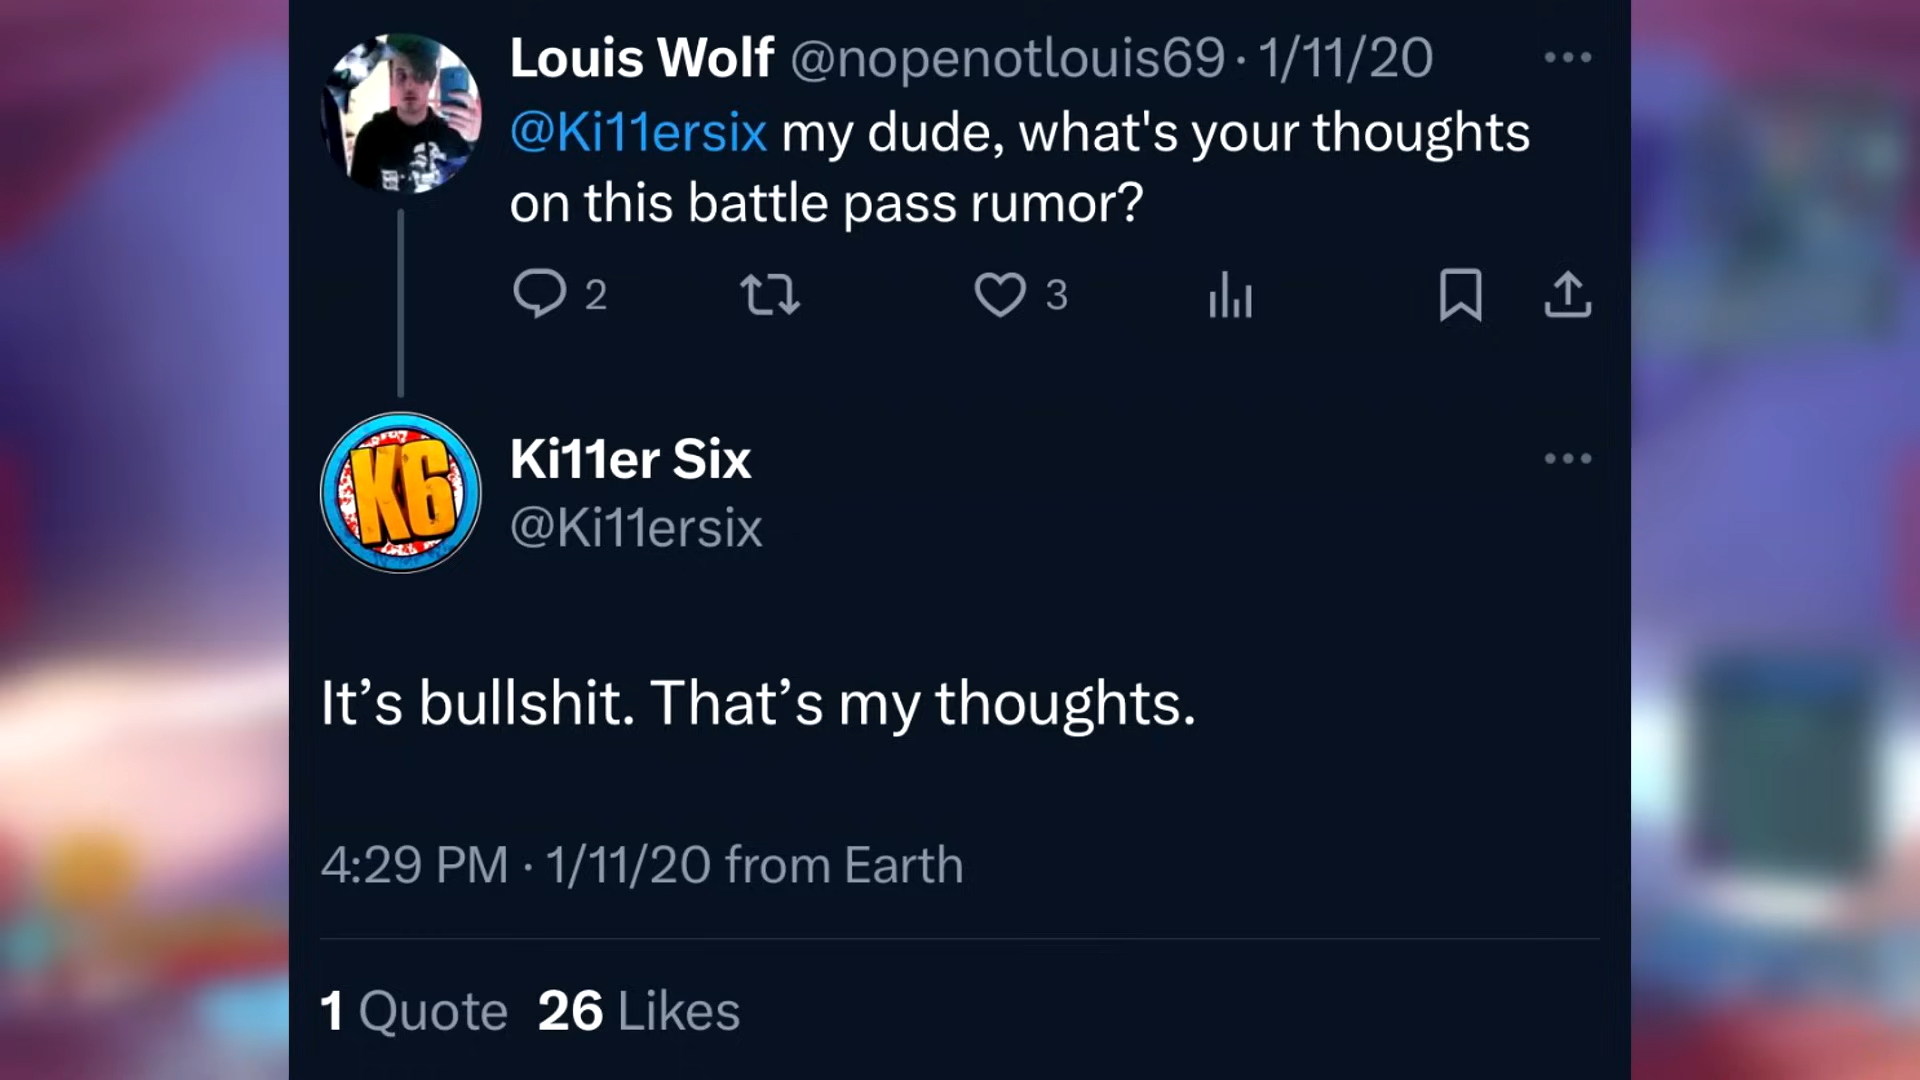 Louis Wolf @nopenotlouis69 · 1/11/20
@Ki11ersix my dude, what's your thoughts
on this battle pass rumor?
2 3
K6
Ki11er Six
@Ki11ersix
It’s bullshit. That’s my thoughts.
4:29 PM · 1/11/20 from Earth
1 Quote 26 Likes